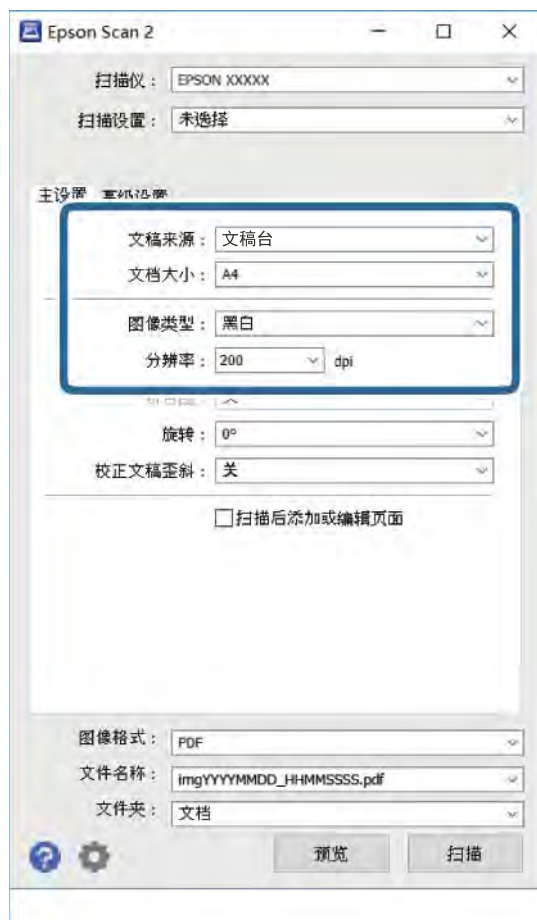 Epson Scan 2
扫描仪： EPSON XXXXX
扫描设置： 未选择
主设置 高级设置
文稿来源： 文稿台
文档大小： A4
图像类型： 黑白
分辨率： 200 dpi
旋转： 0°
校正文稿歪斜： 关
扫描后添加或编辑页面
图像格式： PDF
文件名称： imgYYYYMMDD_HHMMSSSS.pdf
文件夹： 文档
预览 扫描